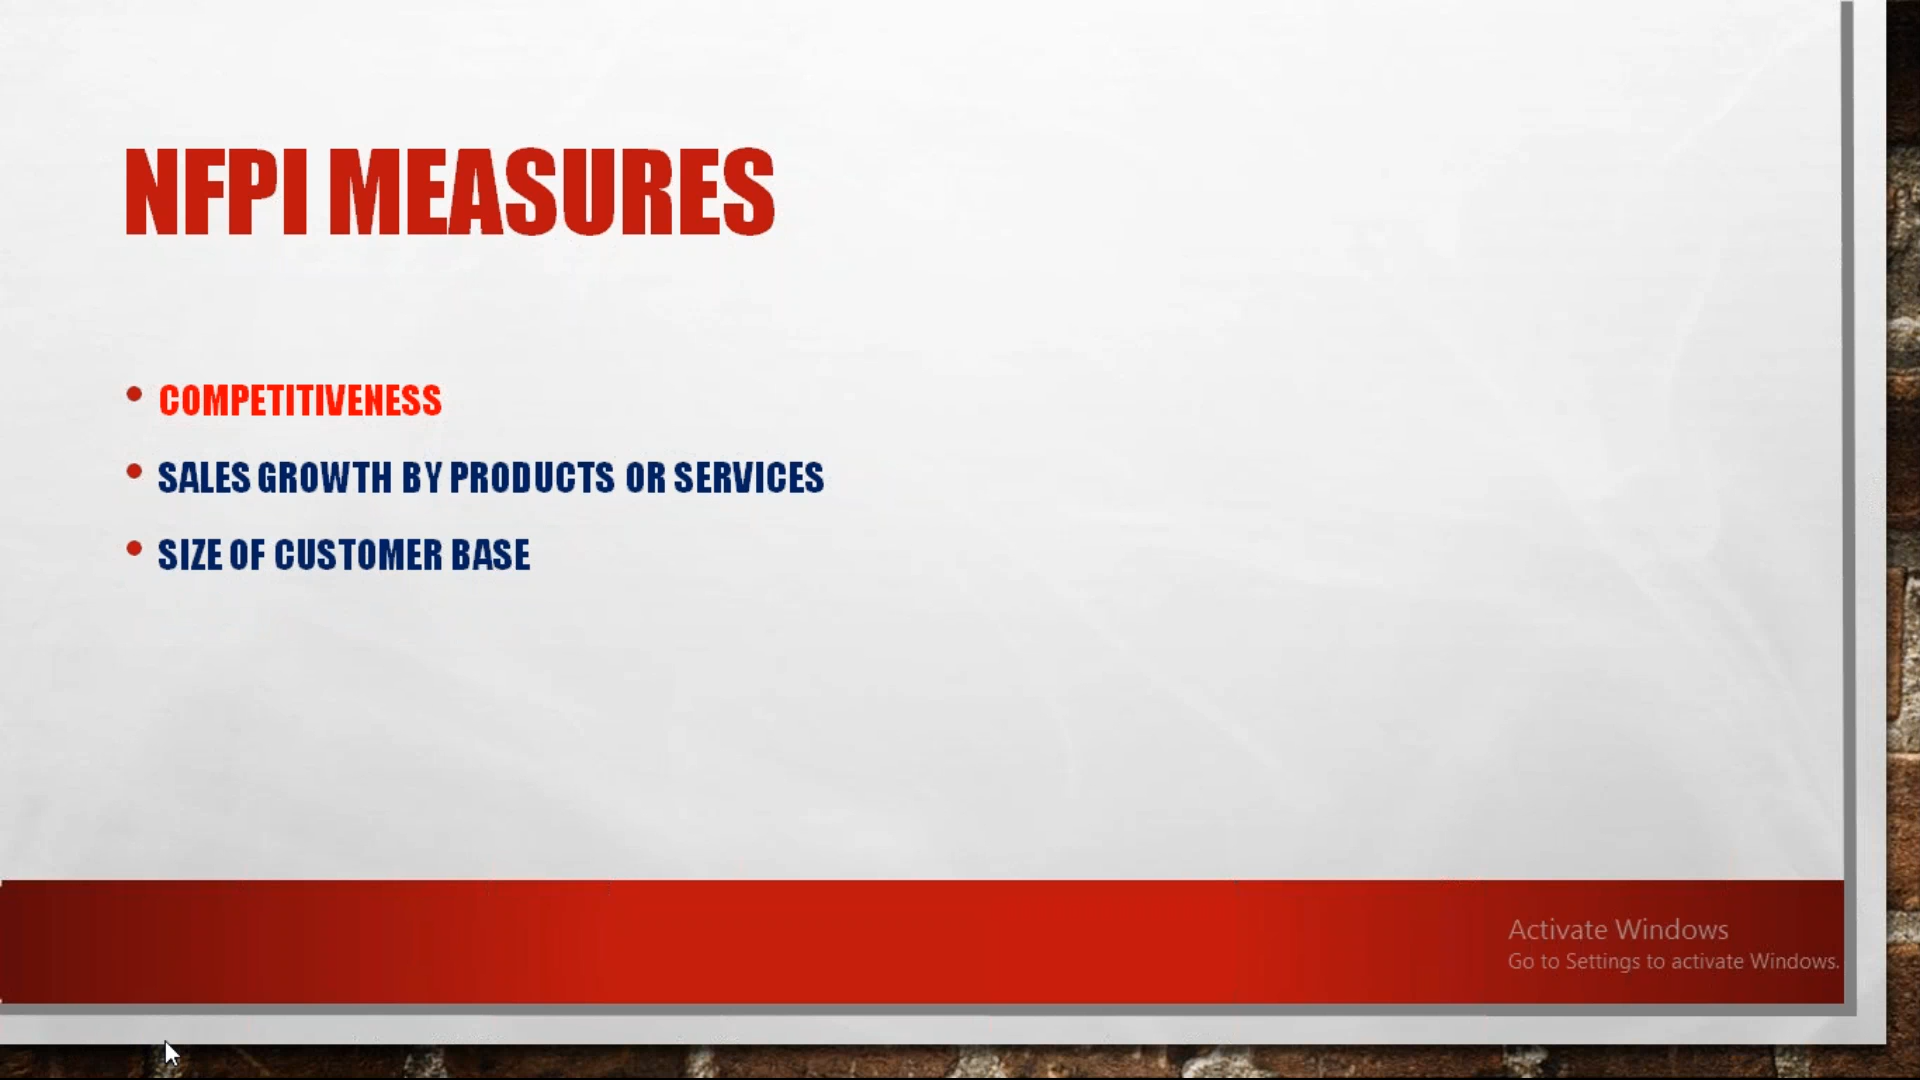 NFPI MEASURES
• COMPETITIVENESS
• SALES GROWTH BY PRODUCTS OR SERVICES
• SIZE OF CUSTOMER BASE
Activate Windows
Go to Settings to activate Windows.